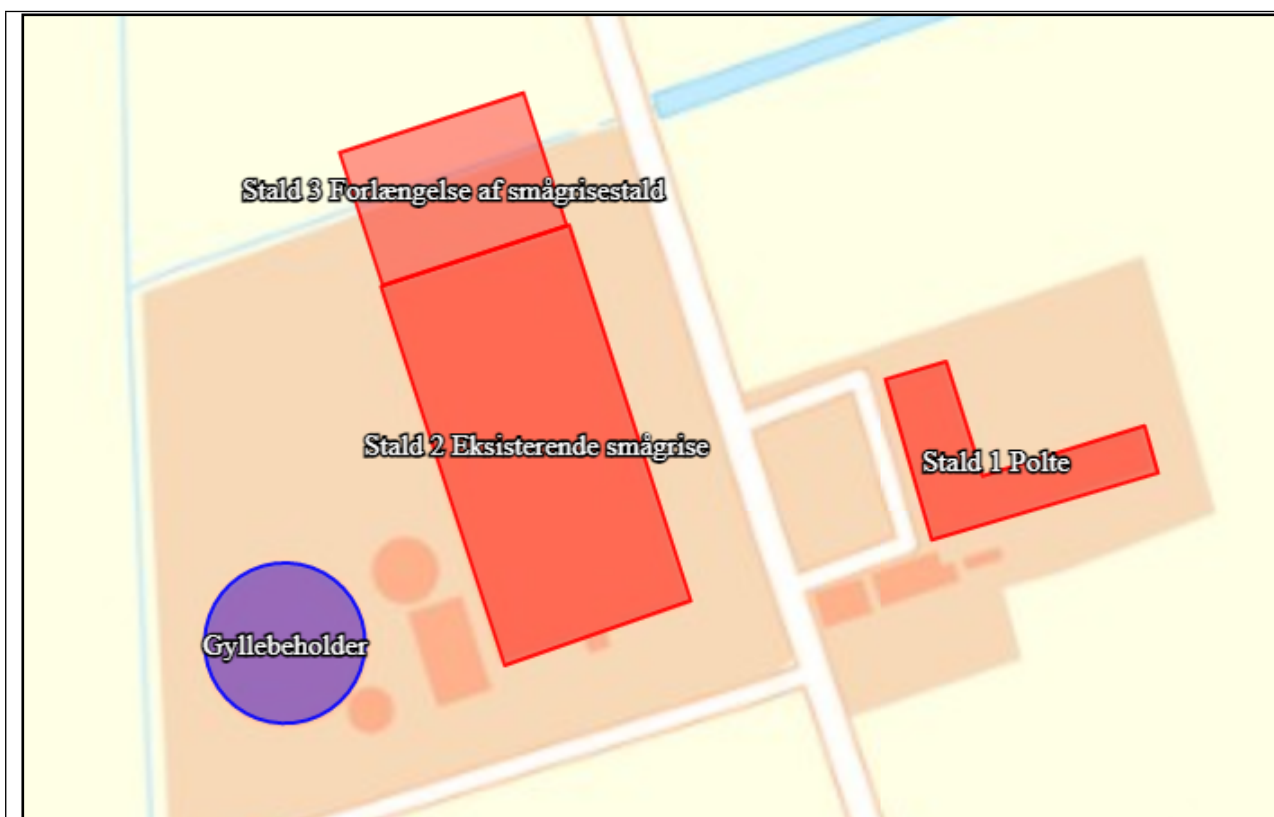 Stald 3 Forlængelse af smågrisestald
Stald 2 Eksisterende smågrise
Stald 1 Polte
Gyllebeholder